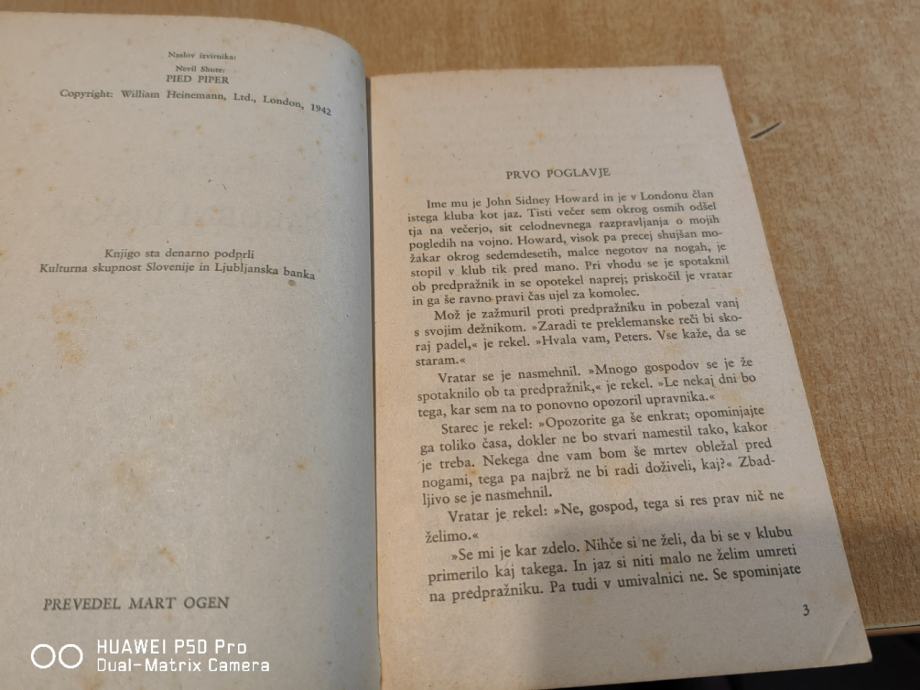 Naslov izvirnika:
Nevil Shute:
PIED PIPER
Copyright: William Heinemann, Ltd., London, 1942
Knjigo sta denarno podprli
Kulturna skupnost Slovenije in Ljubljanska banka
PREVEDEL MART OGEN
PRVO POGLAVJE
Ime mu je John Sidney Howard in je v Londonu član
istega kluba kot jaz. Tisti večer sem okrog osmih odšel
tja na večerjo, sit celodnevnega razpravljanja o mojih
pogledih na vojno. Howard, visok pa precej shujšan mo-
žakar okrog sedemdesetih, malce negotov na nogah, je
stopil v klub tik pred mano. Pri vhodu se je spotaknil
ob predpražnik in se opotekel naprej; priskočil je vratar
in ga še ravno pravi čas ujel za komolec.
Mož je zažmuril proti predpražniku in pobezal vanj
s svojim dežnikom. »Zaradi te preklemanske reči bi sko-
raj padel,« je rekel. »Hvala vam, Peters. Vse kaže, da se
staram.«
Vratar se je nasmehnil. »Mnogo gospodov se je že
spotaknilo ob ta predpražnik,« je rekel. »Le nekaj dni bo
tega, kar sem na to ponovno opozoril upravnika.«
Starec je rekel: »Opozorite ga še enkrat; opominjajte
ga toliko časa, dokler ne bo stvari namestil tako, kakor
je treba. Nekega dne vam bom še mrtev obležal pred
nogami, tega pa najbrž ne bi radi doživeli, kaj?« Zbad-
ljivo se je nasmehnil.
Vratar je rekel: »Ne, gospod, tega si res prav nič ne
želimo.«
»Se mi je kar zdelo. Nihče si ne želi, da bi se v klubu
primerilo kaj takega. In jaz si niti malo ne želim umreti
na predpražniku. Pa tudi v umivalnici ne. Se spominjate
3
HUAWEI P50 Pro
Dual-Matrix Camera